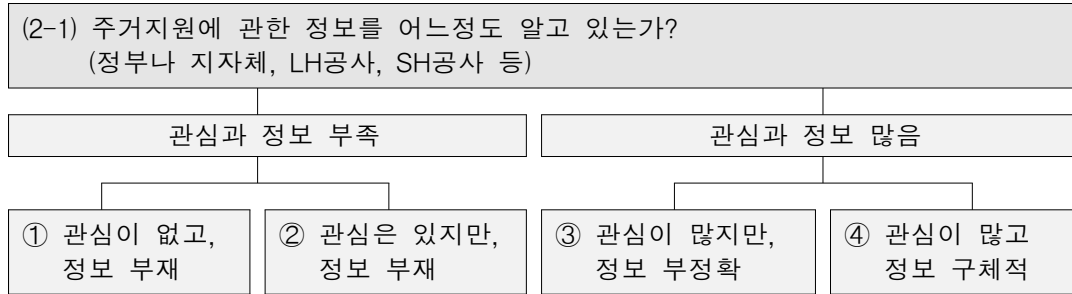 (2-1) 주거지원에 관한 정보를 어느정도 알고 있는가?
(정부나 지자체, LH공사, SH공사 등)
관심과 정보 부족
관심과 정보 많음
① 관심이 없고,
정보 부재
② 관심은 있지만,
정보 부재
③ 관심이 많지만,
정보 부정확
④ 관심이 많고
정보 구체적